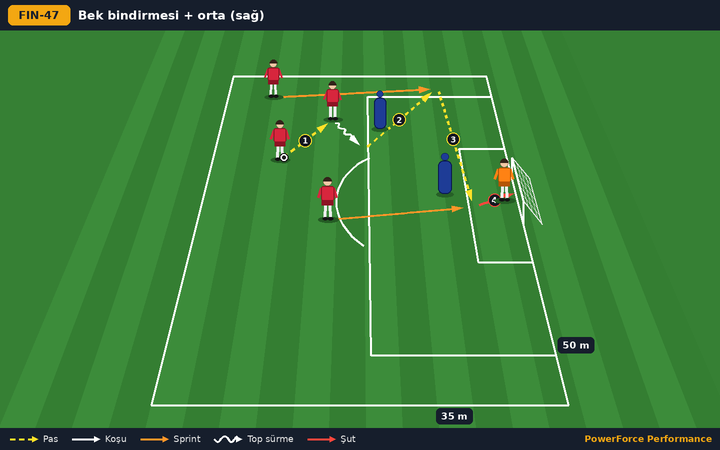 FIN-47
Bek bindirmesi + orta (sağ)
1
2
3
4
50 m
35 m
Pas
Koşu
Sprint
Top sürme
Şut
PowerForce Performance